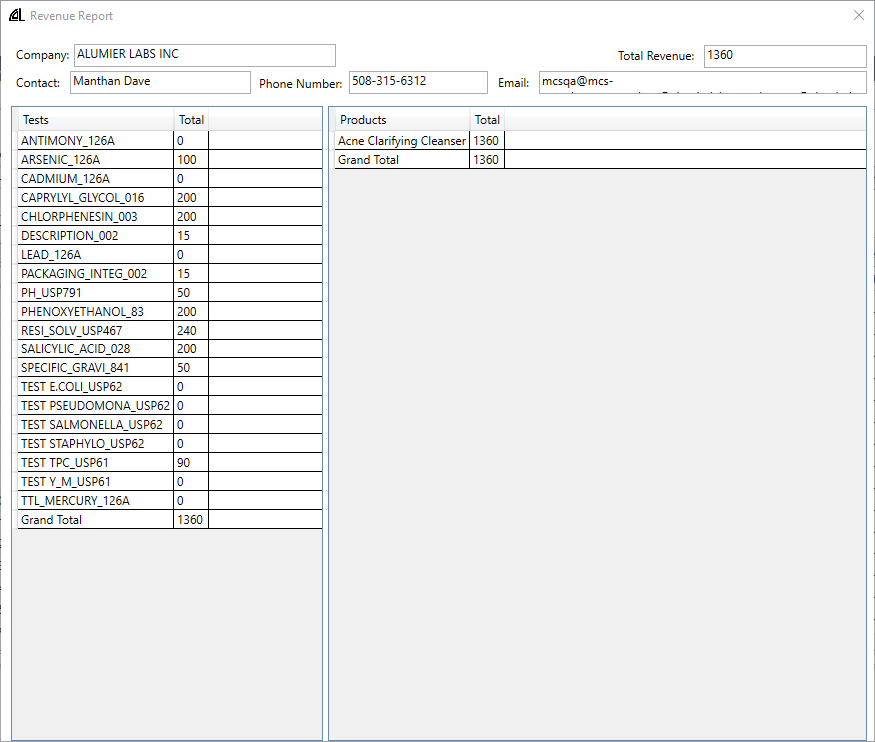 Revenue Report
Company: ALUMIER LABS INC Total Revenue: 1360
Contact: Manthan Dave Phone Number: 508-315-6312 Email: mcsqa@mcs-
Tests Total
ANTIMONY_126A 0
ARSENIC_126A 100
CADMIUM_126A 0
CAPRYLYL_GLYCOL_016 200
CHLORPHENESIN_003 200
DESCRIPTION_002 15
LEAD_126A 0
PACKAGING_INTEG_002 15
PH_USP791 50
PHENOXYETHANOL_83 200
RESI_SOLV_USP467 240
SALICYLIC_ACID_028 200
SPECIFIC_GRAVI_841 50
TEST E.COLI_USP62 0
TEST PSEUDOMONA_USP62 0
TEST SALMONELLA_USP62 0
TEST STAPHYLO_USP62 0
TEST TPC_USP61 90
TEST Y_M_USP61 0
TTL_MERCURY_126A 0
Grand Total 1360
Products Total
Acne Clarifying Cleanser 1360
Grand Total 1360